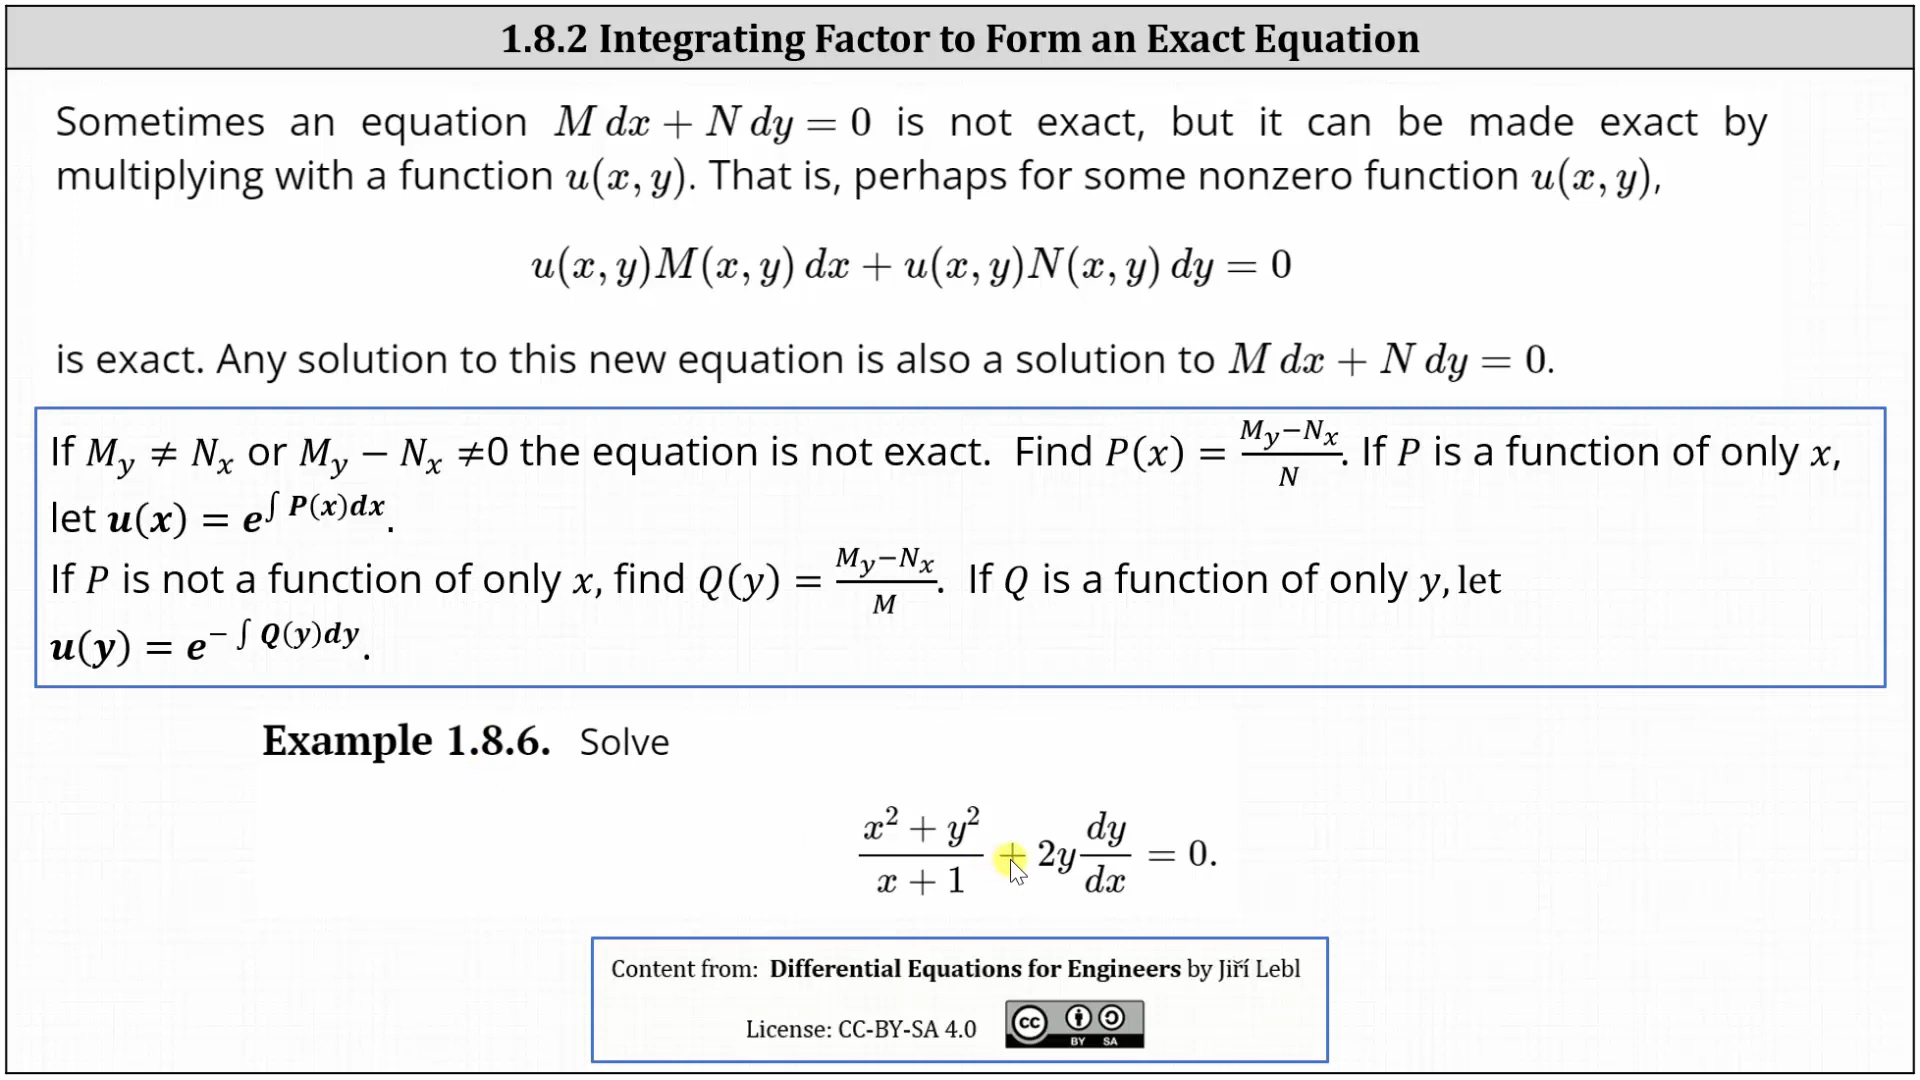 1.8.2 Integrating Factor to Form an Exact Equation
Sometimes an equation M dx + N dy = 0 is not exact, but it can be made exact by
multiplying with a function u(x, y). That is, perhaps for some nonzero function u(x, y),
u(x, y)M(x, y) dx + u(x, y)N(x, y) dy = 0
is exact. Any solution to this new equation is also a solution to M dx + N dy = 0.
If M_y ≠ N_x or M_y − N_x ≠0 the equation is not exact. Find P(x) = \frac{M_y−N_x}{N}. If P is a function of only x,
let u(x) = e^{∫ P(x)dx}.
If P is not a function of only x, find Q(y) = \frac{M_y−N_x}{M}. If Q is a function of only y, let
u(y) = e^{− ∫ Q(y)dy}.
Example 1.8.6. Solve
\frac{x^2 + y^2}{x + 1} + 2y\frac{dy}{dx} = 0.
Content from: Differential Equations for Engineers by Jiří Lebl
License: CC-BY-SA 4.0
cc BY SA